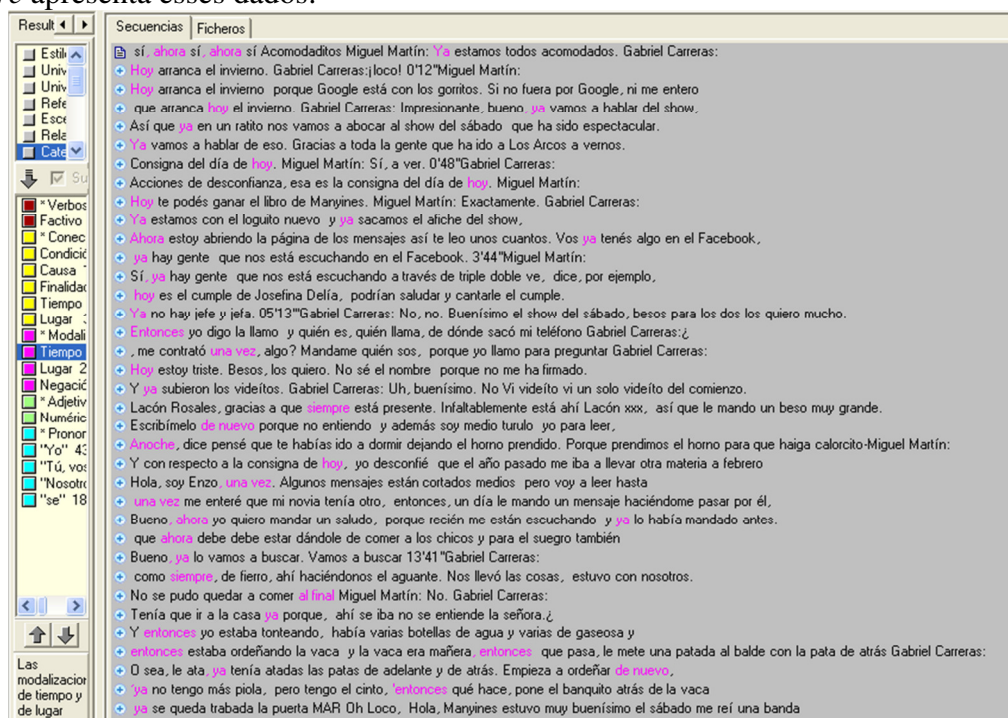 5 apresenta esses dados:
Result
Secuencias Ficheros
Estilo
Univ
Univ
Refe
Esce
Rela
Cate
Su
* Verbos
Factivo
* Conec
Condició
Causa
Finalidad
Tiempo
Lugar
* Modali
Tiempo
Lugar 2
Negació
* Adjetiv
Numéric
* Pronor
"Yo" 43
"Tú, vos
"Nosotro
"se" 18
Las
modalizacion
de tiempo y
de lugar
sí, ahora sí, ahora sí Acomodaditos Miguel Martín: Ya estamos todos acomodados. Gabriel Carreras:
Hoy arranca el invierno. Gabriel Carreras:¡loco! 0'12"Miguel Martín:
Hoy arranca el invierno porque Google está con los gorritos. Si no fuera por Google, ni me entero
que arranca hoy el invierno. Gabriel Carreras: Impresionante, bueno, ya vamos a hablar del show,
Así que ya en un ratito nos vamos a abocar al show del sábado que ha sido espectacular.
Ya vamos a hablar de eso. Gracias a toda la gente que ha ido a Los Arcos a vernos.
Consigna del día de hoy. Miguel Martín: Sí, a ver. 0'48"Gabriel Carreras:
Acciones de desconfianza, esa es la consigna del día de hoy. Miguel Martín:
Hoy te podés ganar el libro de Manyines. Miguel Martín: Exactamente. Gabriel Carreras:
Ya estamos con el loguito nuevo y ya sacamos el afiche del show,
Ahora estoy abriendo la página de los mensajes así te leo unos cuantos. Vos ya tenés algo en el Facebook,
ya hay gente que nos está escuchando en el Facebook. 3'44"Miguel Martín:
Sí, ya hay gente que nos está escuchando a través de triple doble ve, dice, por ejemplo,
hoy es el cumple de Josefina Delía, podrían saludar y cantarle el cumple.
Ya no hay jefe y jefa. 05'13"'Gabriel Carreras: No, no. Buenísimo el show del sábado, besos para los dos los quiero mucho.
Entonces yo digo la llamo y quién es, quién llama, de dónde sacó mi teléfono Gabriel Carreras:¿
, me contrató una vez, algo? Mandame quién sos, porque yo llamo para preguntar Gabriel Carreras:
Hoy estoy triste. Besos, los quiero. No sé el nombre porque no me ha firmado.
Y ya subieron los videítos. Gabriel Carreras: Uh, buenísimo. No Vi videíto vi un solo videíto del comienzo.
Lacón Rosales, gracias a que siempre está presente. Infaltablemente está ahí Lacón xxx, así que le mando un beso muy grande.
Escribímelo de nuevo porque no entiendo y además soy medio turulo yo para leer,
Anoche, dice pensé que te habías ido a dormir dejando el horno prendido. Porque prendimos el horno para que haiga calorcito-Miguel Martín:
Y con respecto a la consigna de hoy, yo desconfié que el año pasado me iba a llevar otra materia a febrero
Hola, soy Enzo, una vez. Algunos mensajes están cortados medios pero voy a leer hasta
una vez me enteré que mi novia tenía otro, entonces, un día le mando un mensaje haciéndome pasar por él,
Bueno, ahora yo quiero mandar un saludo, porque recién me están escuchando y ya lo había mandado antes.
que ahora debe debe estar dándole de comer a los chicos y para el suegro también
Bueno, ya lo vamos a buscar. Vamos a buscar 13'41"Gabriel Carreras:
como siempre, de fierro, ahí haciéndonos el aguante. Nos llevó las cosas, estuvo con nosotros.
No se pudo quedar a comer al final Miguel Martín: No. Gabriel Carreras:
Tenía que ir a la casa ya porque, ahí se iba no se entiende la señora.¿
Y entonces yo estaba tonteando, había varias botellas de agua y varias de gaseosa y
entonces estaba ordeñando la vaca y la vaca era mañera, entonces que pasa, le mete una patada al balde con la pata de atrás Gabriel Carreras:
O sea, le ata, ya tenía atadas las patas de adelante y de atrás. Empieza a ordeñar de nuevo,
'ya no tengo más piola, pero tengo el cinto, 'entonces qué hace, pone el banquito atrás de la vaca
ya se queda trabada la puerta MAR Oh Loco, Hola, Manyines estuvo muy buenísimo el sábado me reí una banda